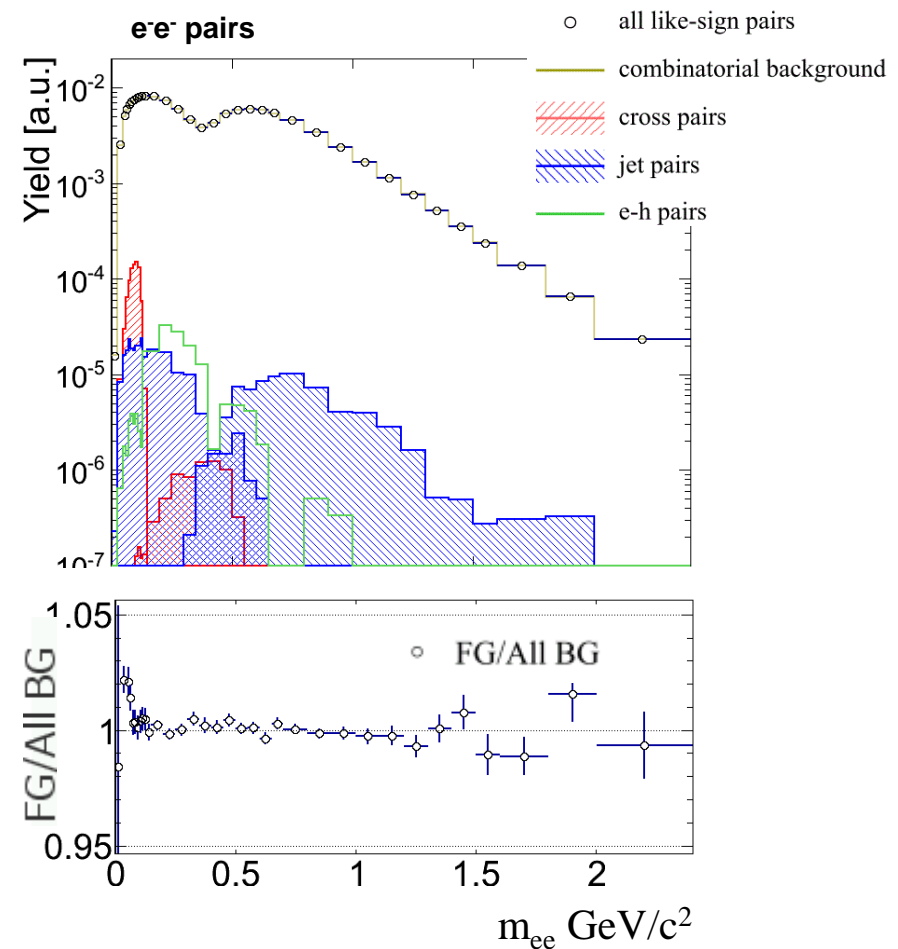 e⁻e⁻ pairs
all like-sign pairs
combinatorial background
cross pairs
jet pairs
e-h pairs
Yield [a.u.]
10⁻²
10⁻³
10⁻⁴
10⁻⁵
10⁻⁶
10⁻⁷
FG/All BG
1.05
1
0.95
FG/All BG
0 0.5 1 1.5 2
mₑₑ GeV/c²